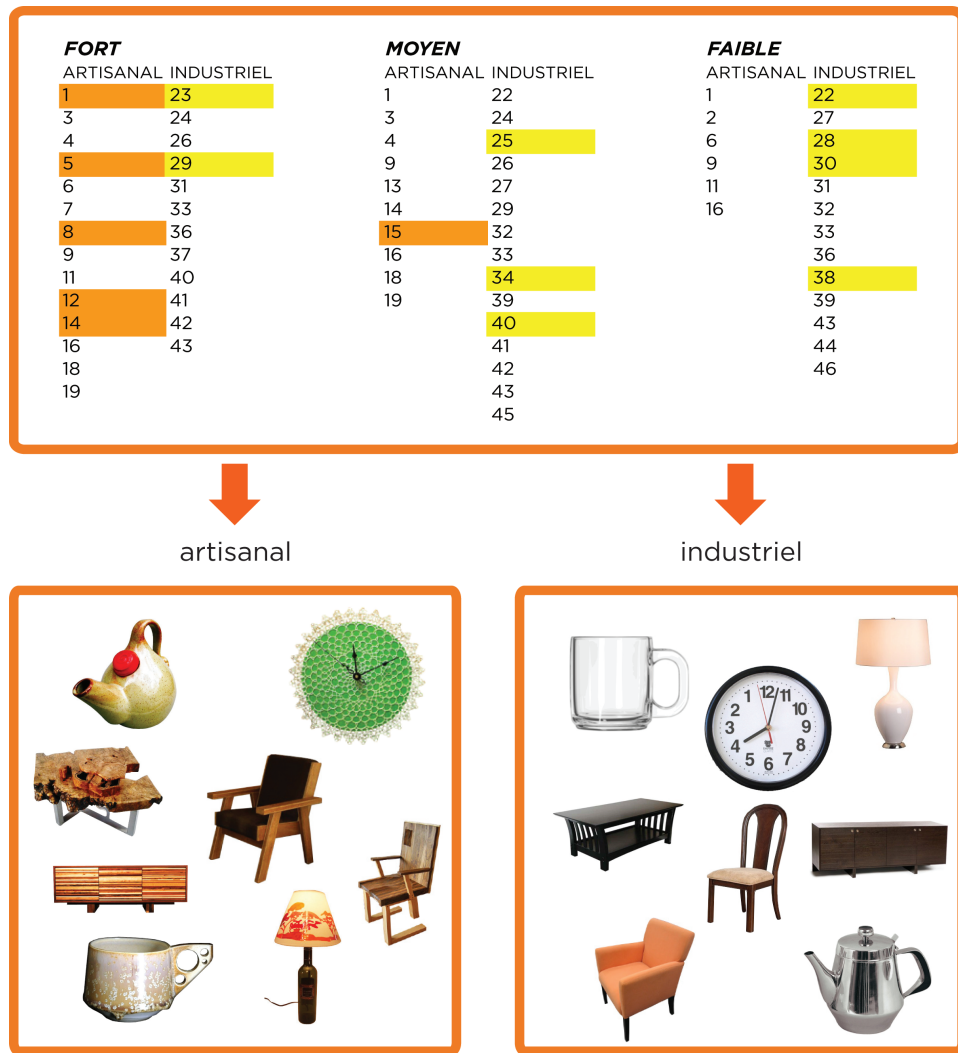 FORT MOYEN FAIBLE
ARTISANAL INDUSTRIEL ARTISANAL INDUSTRIEL ARTISANAL INDUSTRIEL
1 23 1 22 1 22
3 24 3 24 2 27
4 26 4 25 6 28
5 29 9 26 9 30
6 31 13 27 11 31
7 33 14 29 16 32
8 36 15 32 33
9 37 16 33 36
11 40 18 34 38
12 41 19 39 39
14 42 40 43
16 43 41 44
18 42 46
19 43
45
artisanal industriel
12 11
1 10
2 9
3 8
4 7
5 6